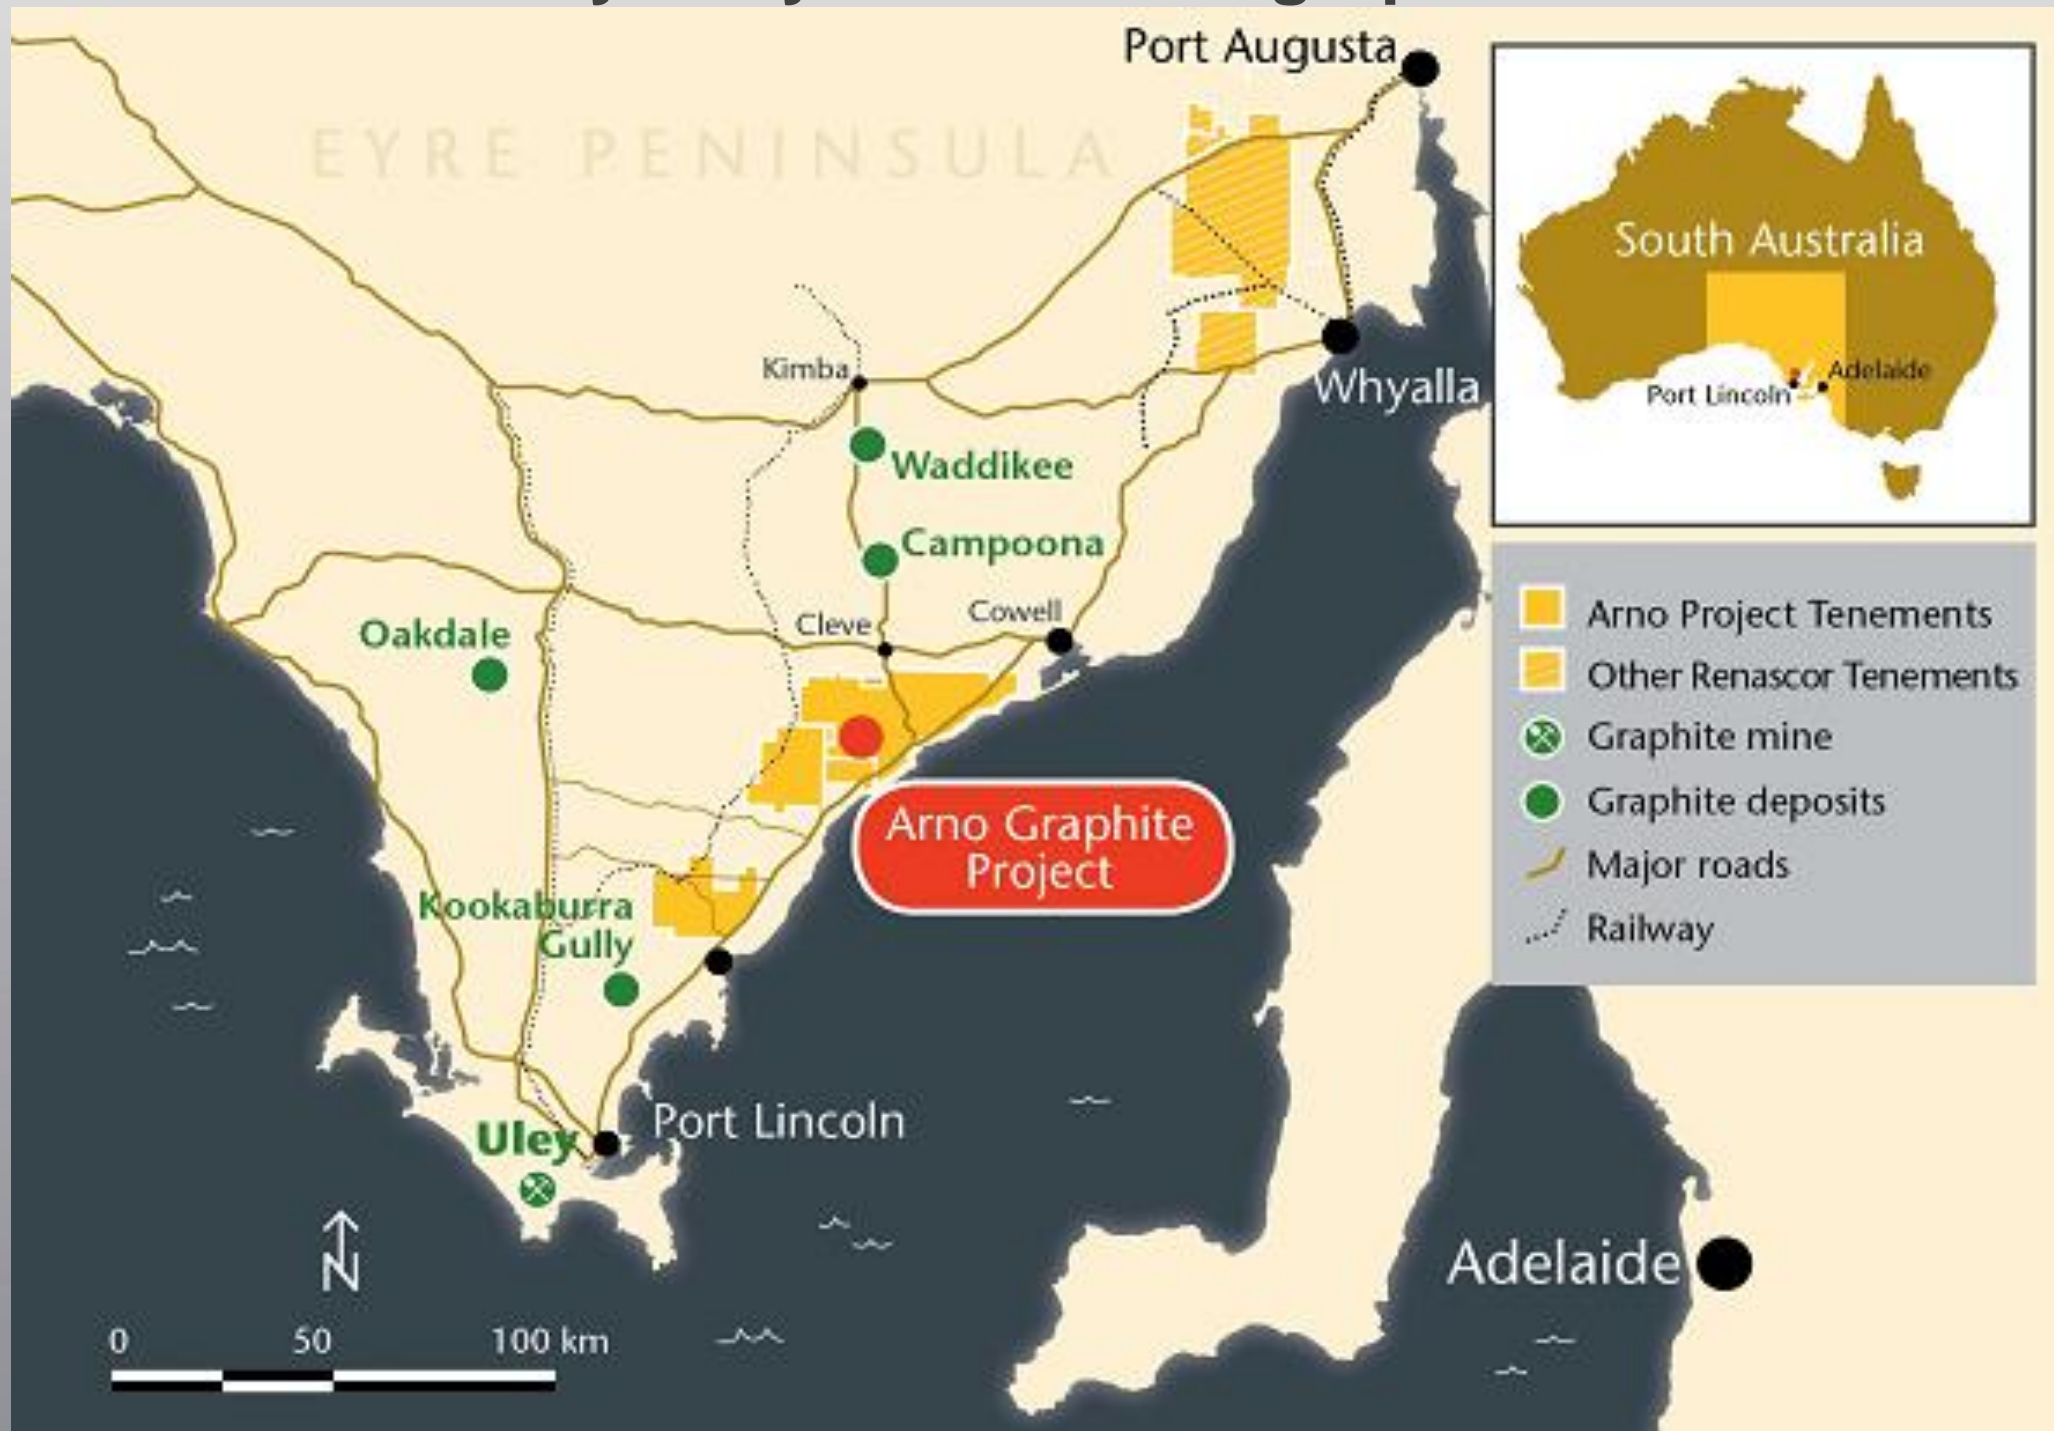 Port Augusta
EYRE PENINSULA
South Australia
Adelaide
Port Lincoln
Kimba
Whyalla
Waddikee
Campoona
Cleve
Cowell
Oakdale
Arno Project Tenements
Other Renascor Tenements
Graphite mine
Graphite deposits
Major roads
Railway
Arno Graphite
Project
Kookaburra
Gully
Port Lincoln
Uley
N
Adelaide
0 50 100 km